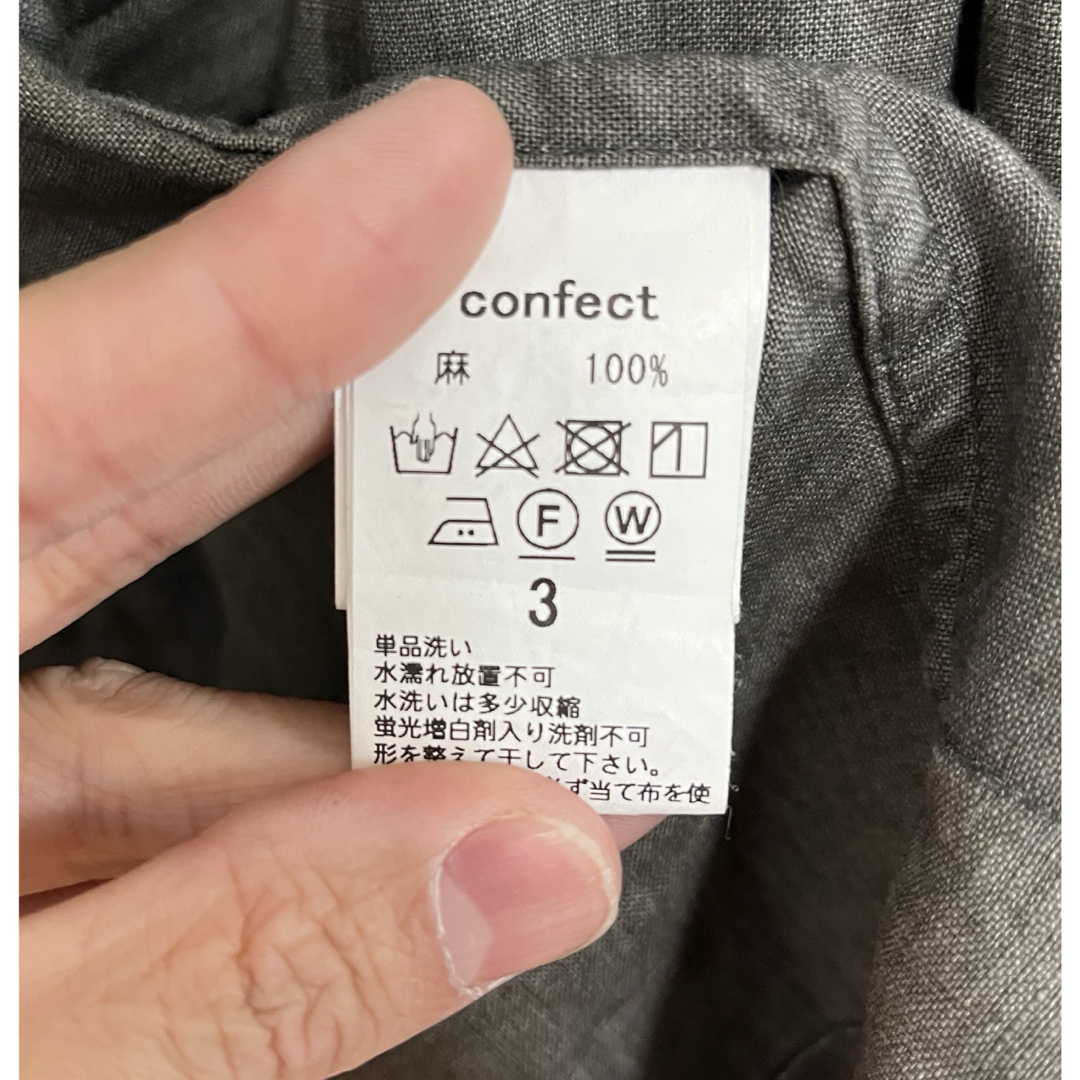 confect
麻 100%
F W
3
単品洗い
水濡れ放置不可
水洗いは多少収縮
蛍光増白剤入り洗剤不可
形を整えて干して下さい。
必ず当て布を使